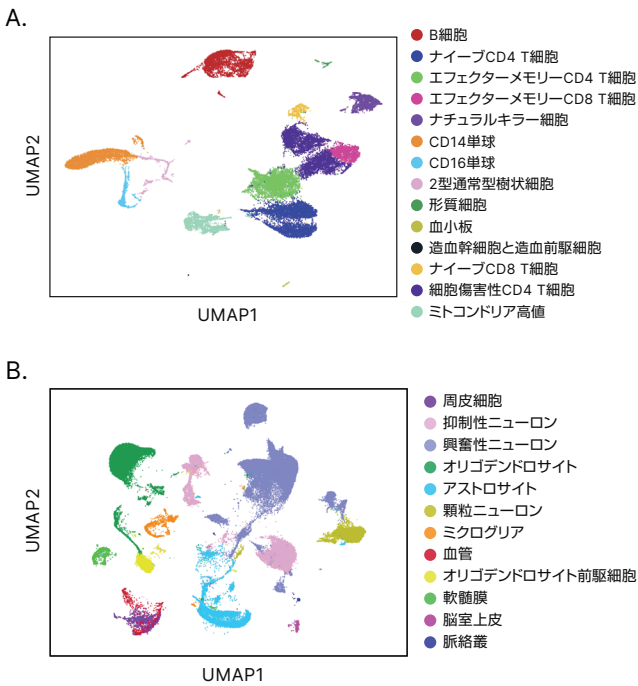 A.
UMAP2
UMAP1
B細胞
ナイーブCD4 T細胞
エフェクターメモリーCD4 T細胞
エフェクターメモリーCD8 T細胞
ナチュラルキラー細胞
CD14単球
CD16単球
2型通常型樹状細胞
形質細胞
血小板
造血幹細胞と造血前駆細胞
ナイーブCD8 T細胞
細胞傷害性CD4 T細胞
ミトコンドリア高値
B.
UMAP2
UMAP1
周皮細胞
抑制性ニューロン
興奮性ニューロン
オリゴデンドロサイト
アストロサイト
顆粒ニューロン
ミクログリア
血管
オリゴデンドロサイト前駆細胞
軟髄膜
脳室上皮
脈絡叢